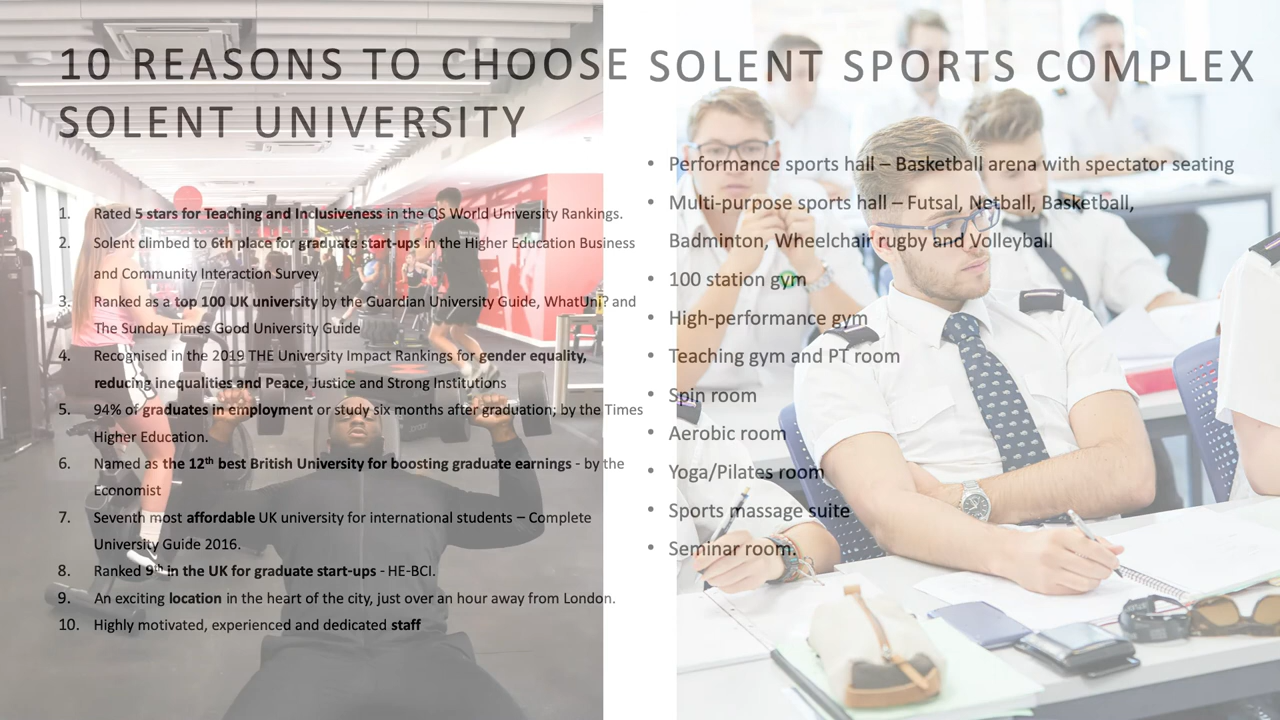 10 REASONS TO CHOOSE
SOLENT UNIVERSITY
1. Rated 5 stars for Teaching and Inclusiveness in the QS World University Rankings.
2. Solent climbed to 6th place for graduate start-ups in the Higher Education Business
and Community Interaction Survey
3. Ranked as a top 100 UK university by the Guardian University Guide, WhatUni? and
The Sunday Times Good University Guide
4. Recognised in the 2019 THE University Impact Rankings for gender equality,
reducing inequalities and Peace, Justice and Strong Institutions
5. 94% of graduates in employment or study six months after graduation; by the Times
Higher Education.
6. Named as the 12th best British University for boosting graduate earnings - by the
Economist
7. Seventh most affordable UK university for international students – Complete
University Guide 2016.
8. Ranked 9th in the UK for graduate start-ups - HE-BCI.
9. An exciting location in the heart of the city, just over an hour away from London.
10. Highly motivated, experienced and dedicated staff
SOLENT SPORTS COMPLEX
• Performance sports hall – Basketball arena with spectator seating
• Multi-purpose sports hall – Futsal, Netball, Basketball,
Badminton, Wheelchair rugby and Volleyball
• 100 station gym
• High-performance gym
• Teaching gym and PT room
• Spin room
• Aerobic room
• Yoga/Pilates room
• Sports massage suite
• Seminar room.